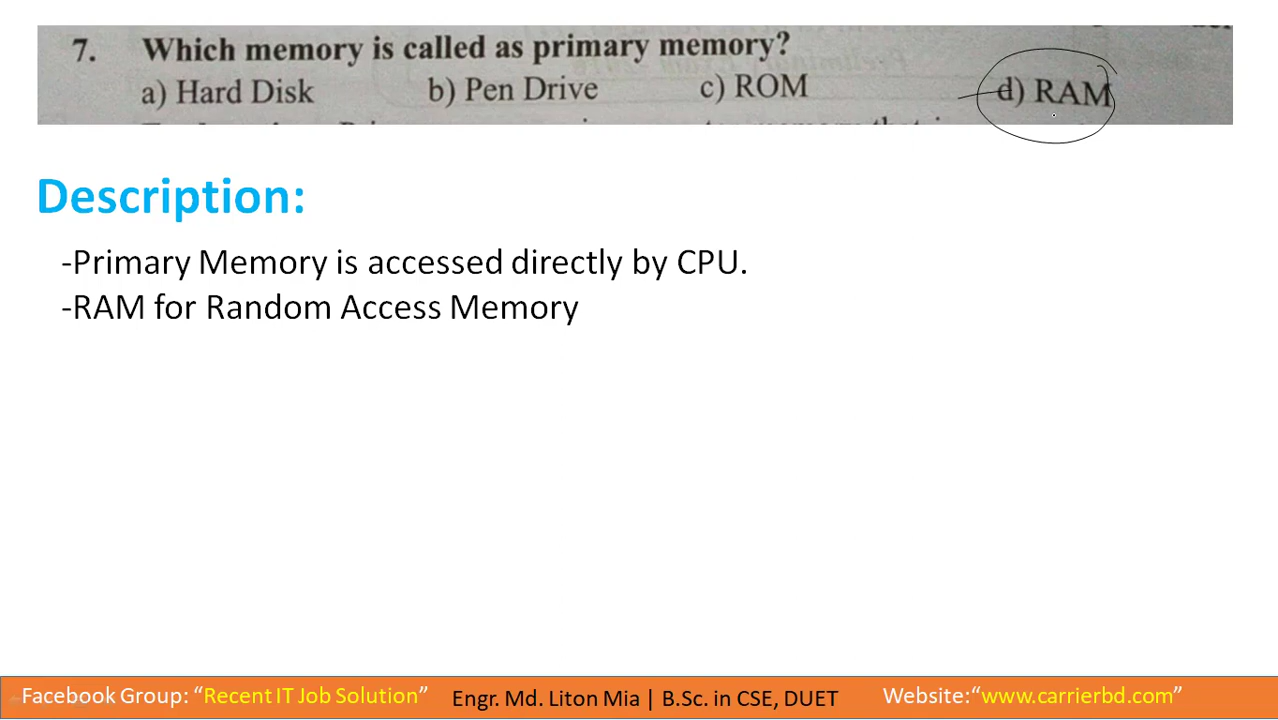 7. Which memory is called as primary memory?
a) Hard Disk b) Pen Drive c) ROM d) RAM
Description:
-Primary Memory is accessed directly by CPU.
-RAM for Random Access Memory
Facebook Group: “Recent IT Job Solution” Engr. Md. Liton Mia | B.Sc. in CSE, DUET Website:“www.carrierbd.com”